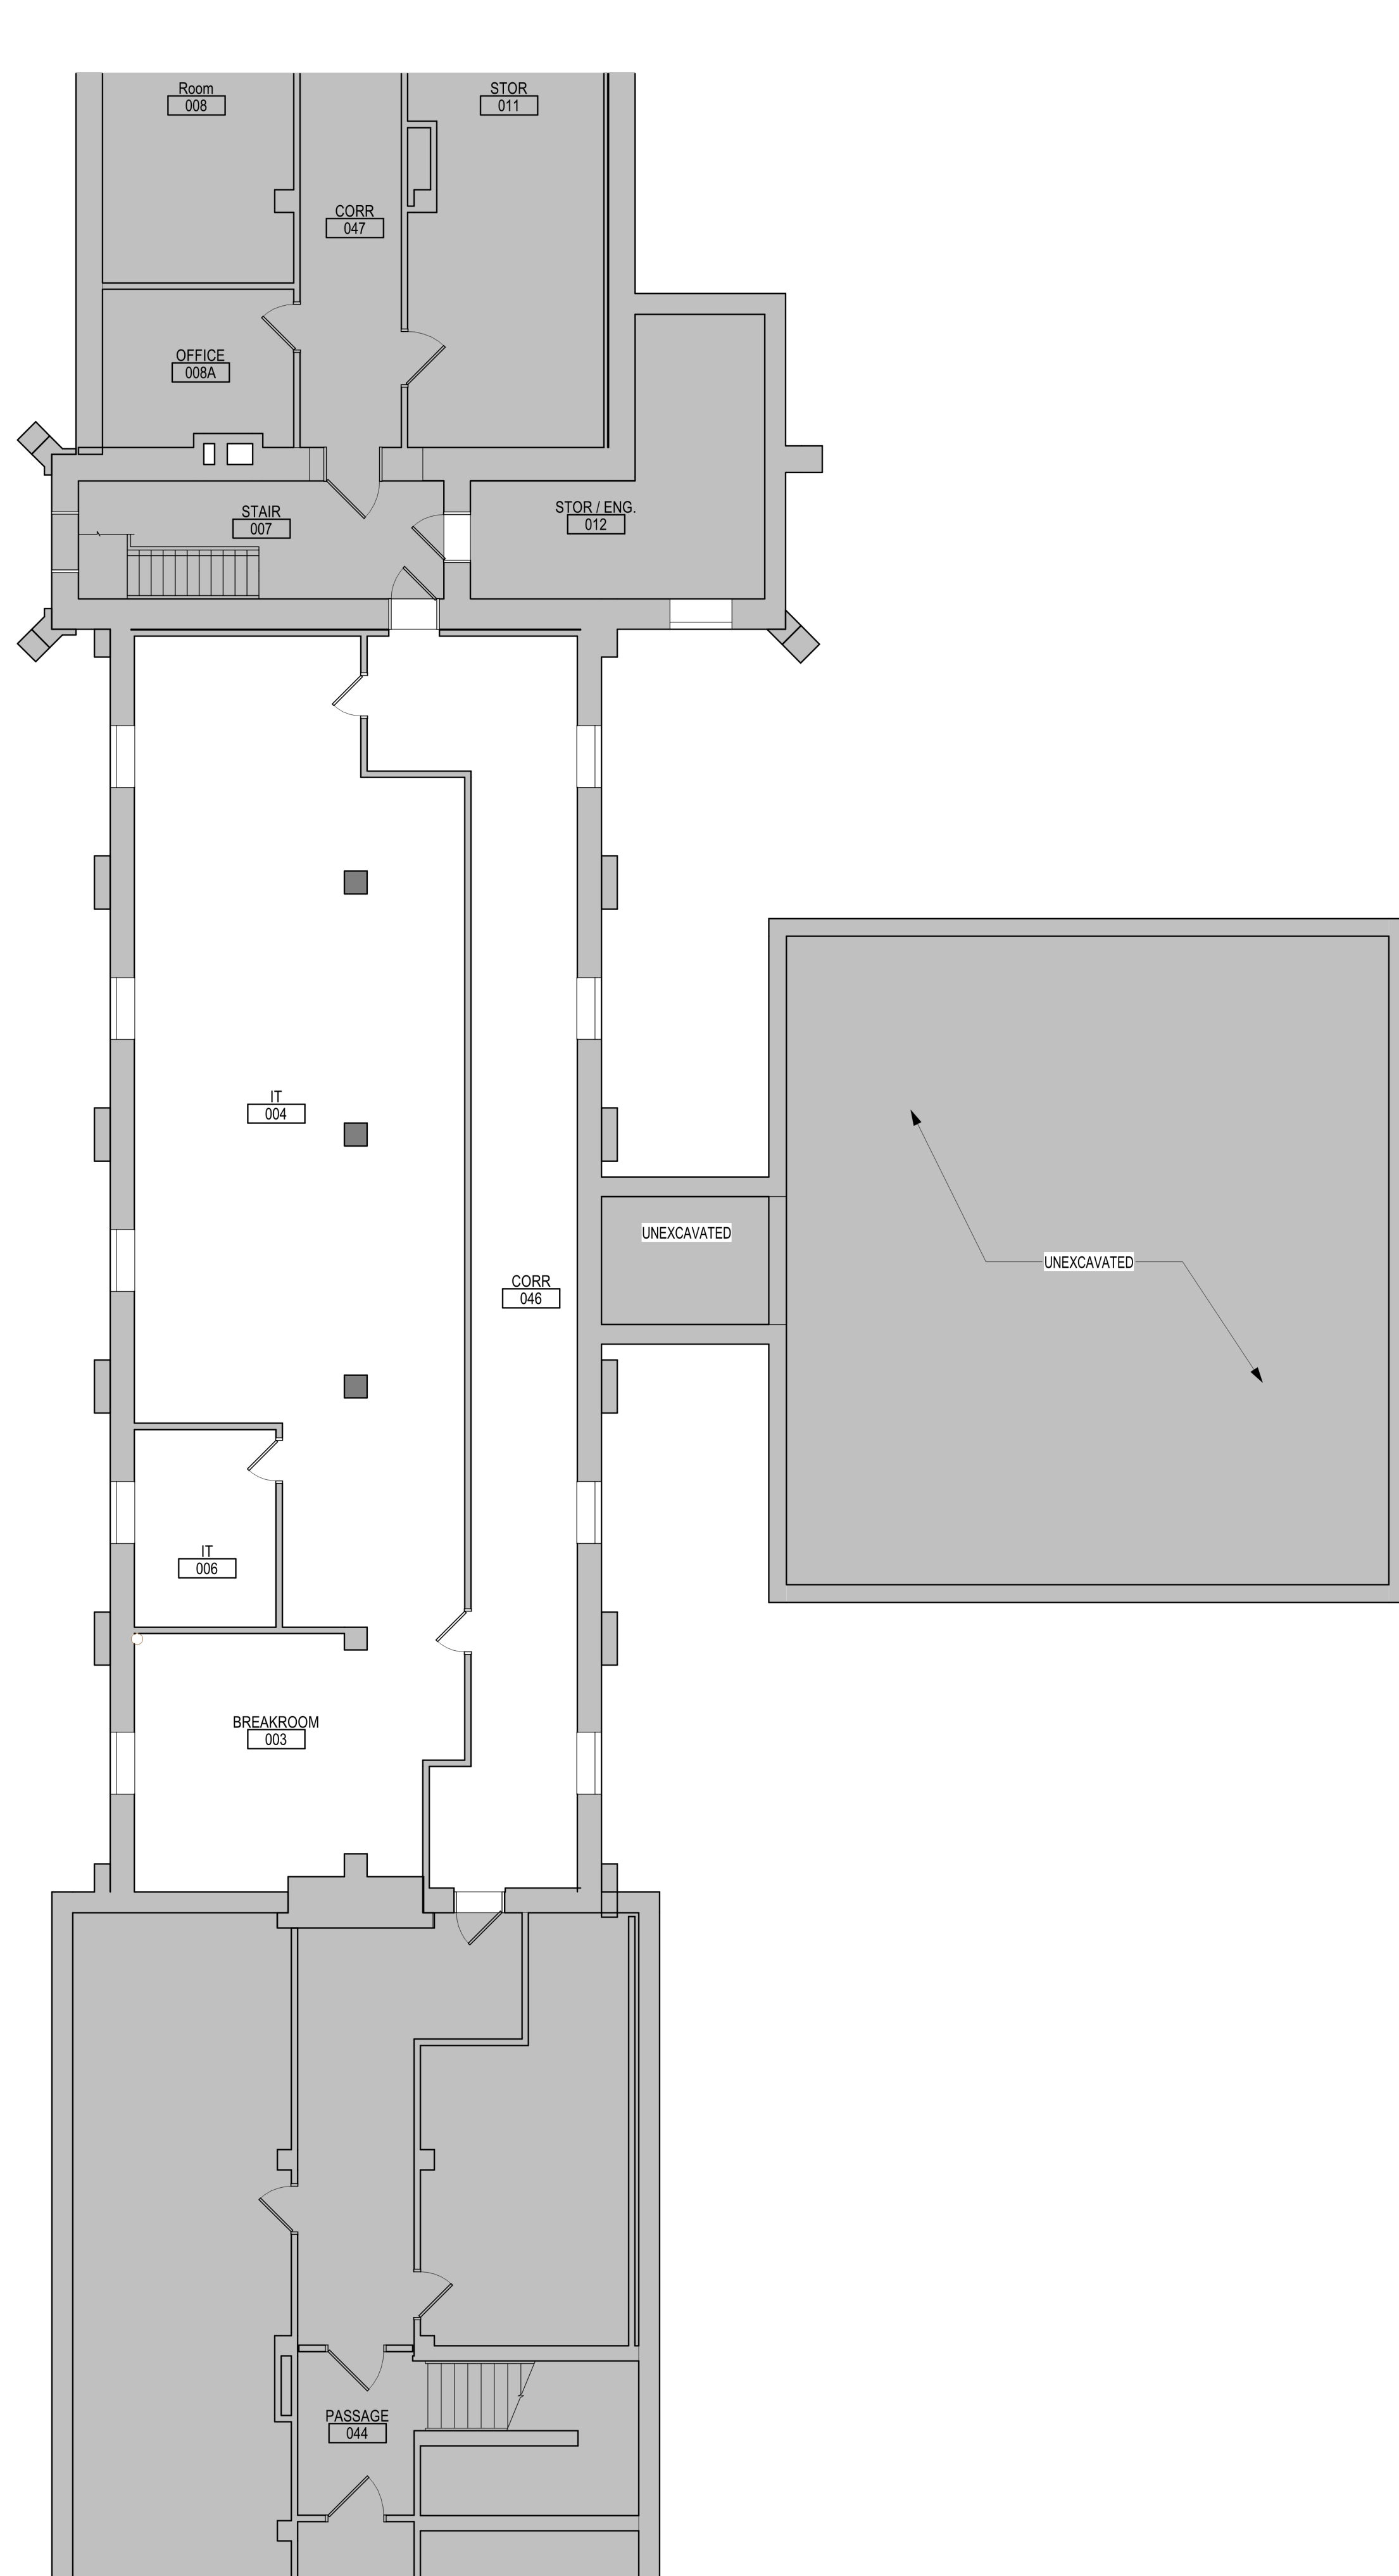 Room
008
STOR
011
CORR
047
OFFICE
008A
STAIR
007
STOR / ENG.
012
IT
004
UNEXCAVATED
UNEXCAVATED
CORR
046
IT
006
BREAKROOM
003
PASSAGE
044